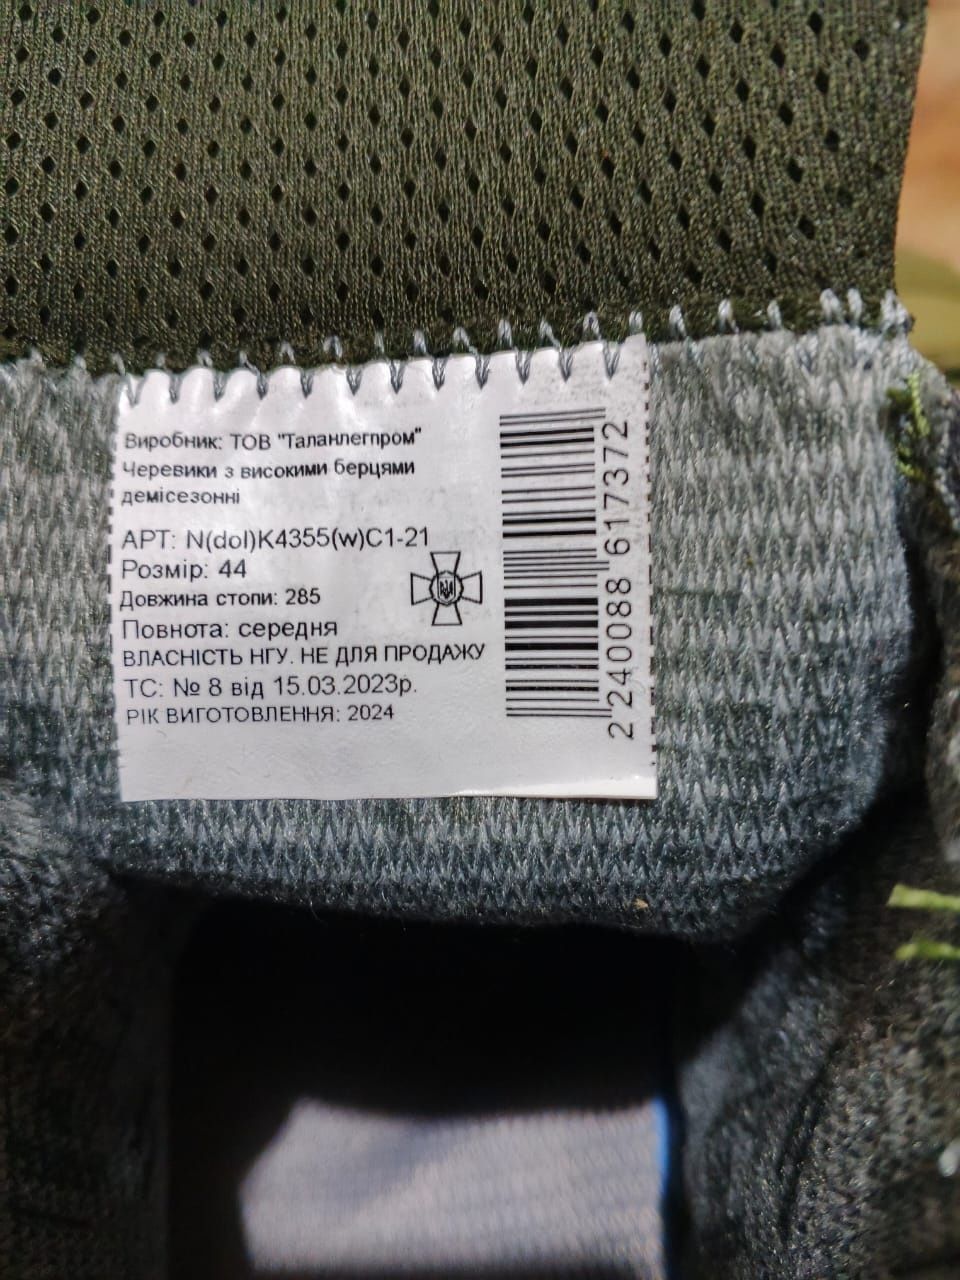 Виробник: ТОВ "Таланлегпром"
Черевики з високими берцями
демісезонні
АРТ: N(dol)K4355(w)C1-21
Розмір: 44
Довжина стопи: 285
Повнота: середня
ВЛАСНІСТЬ НГУ. НЕ ДЛЯ ПРОДАЖУ
ТС: № 8 від 15.03.2023р.
РІК ВИГОТОВЛЕННЯ: 2024
2 240088 617372